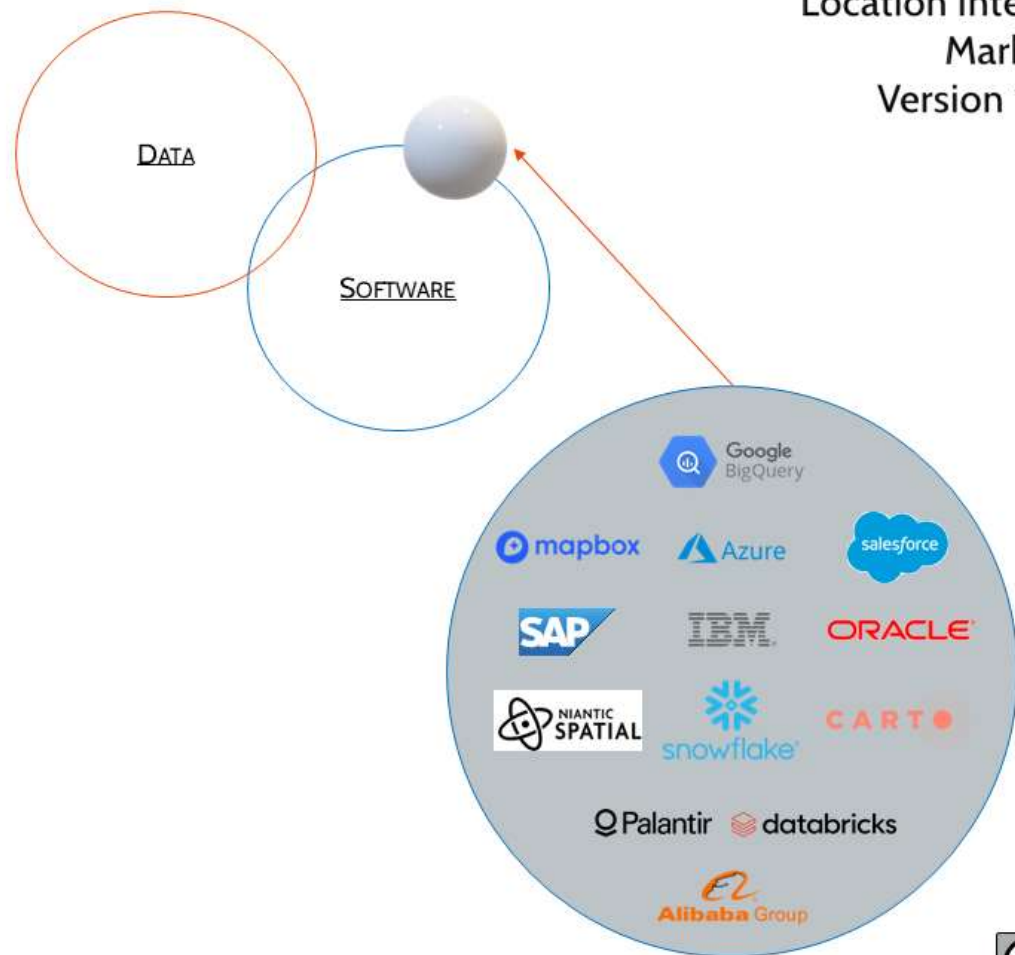 Location Inte
Mark
Version
DATA
SOFTWARE
Google
BigQuery
mapbox
Azure
salesforce
SAP
IBM
ORACLE
NIANTIC
SPATIAL
snowflake
CARTO
Palantir
databricks
Alibaba Group